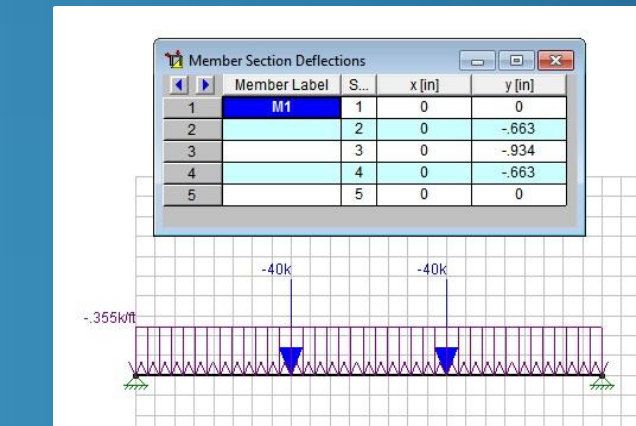 Member Section Deflections
Member Label S... x [in] y [in]
1 M1 1 0 0
2 2 0 -.663
3 3 0 -.934
4 4 0 -.663
5 5 0 0
-40k -40k
-.355k/ft